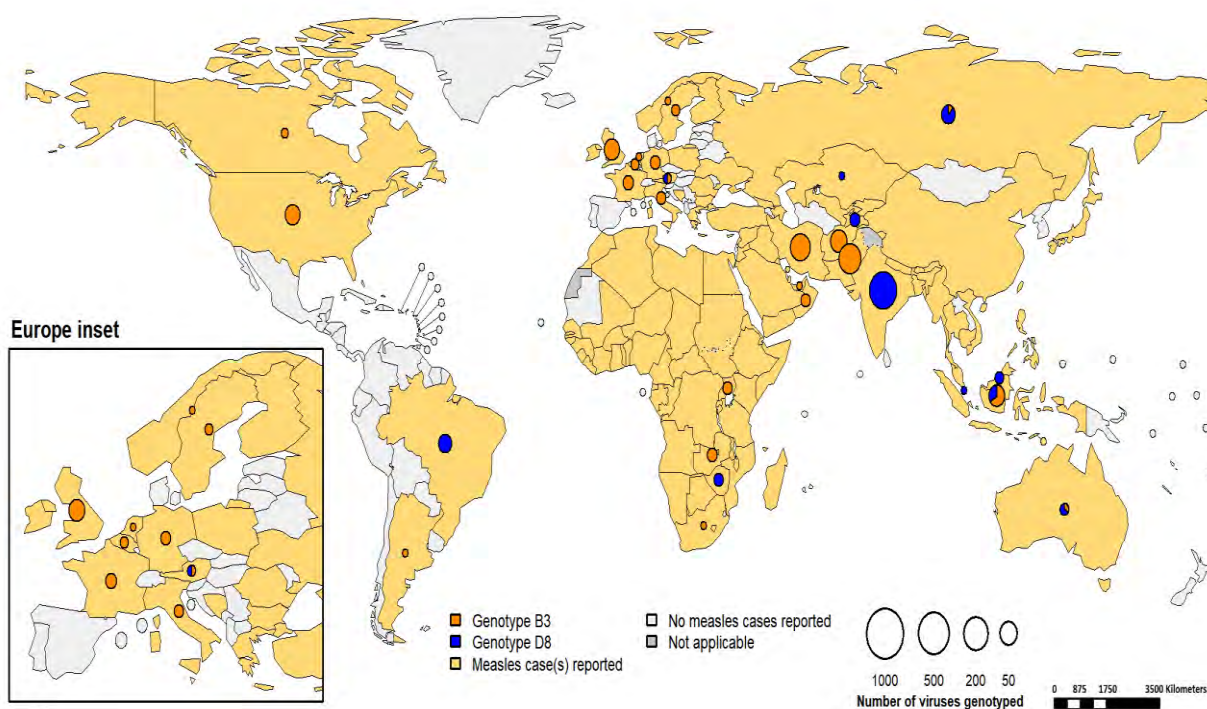 Europe inset
Genotype B3
Genotype D8
Measles case(s) reported
No measles cases reported
Not applicable
1000 500 200 50
Number of viruses genotyped
0 875 1750 3500 Kilometers